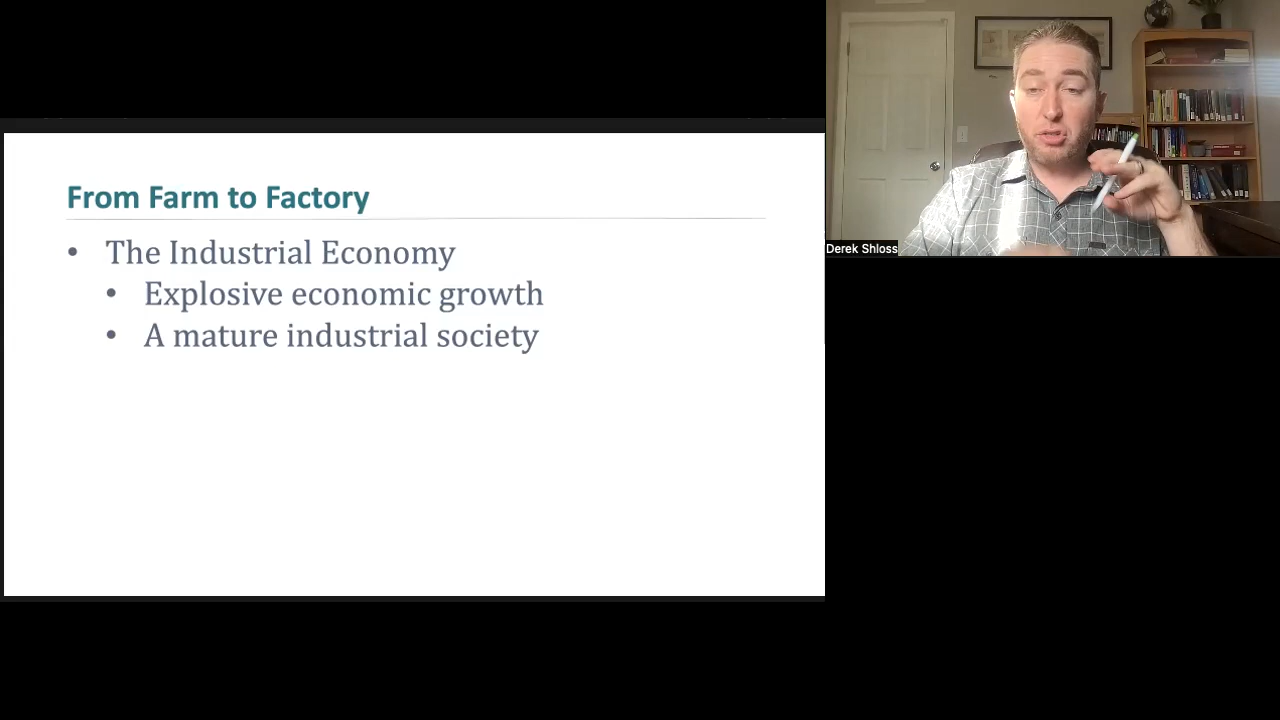 From Farm to Factory
• The Industrial Economy
• Explosive economic growth
• A mature industrial society
Derek Shloss